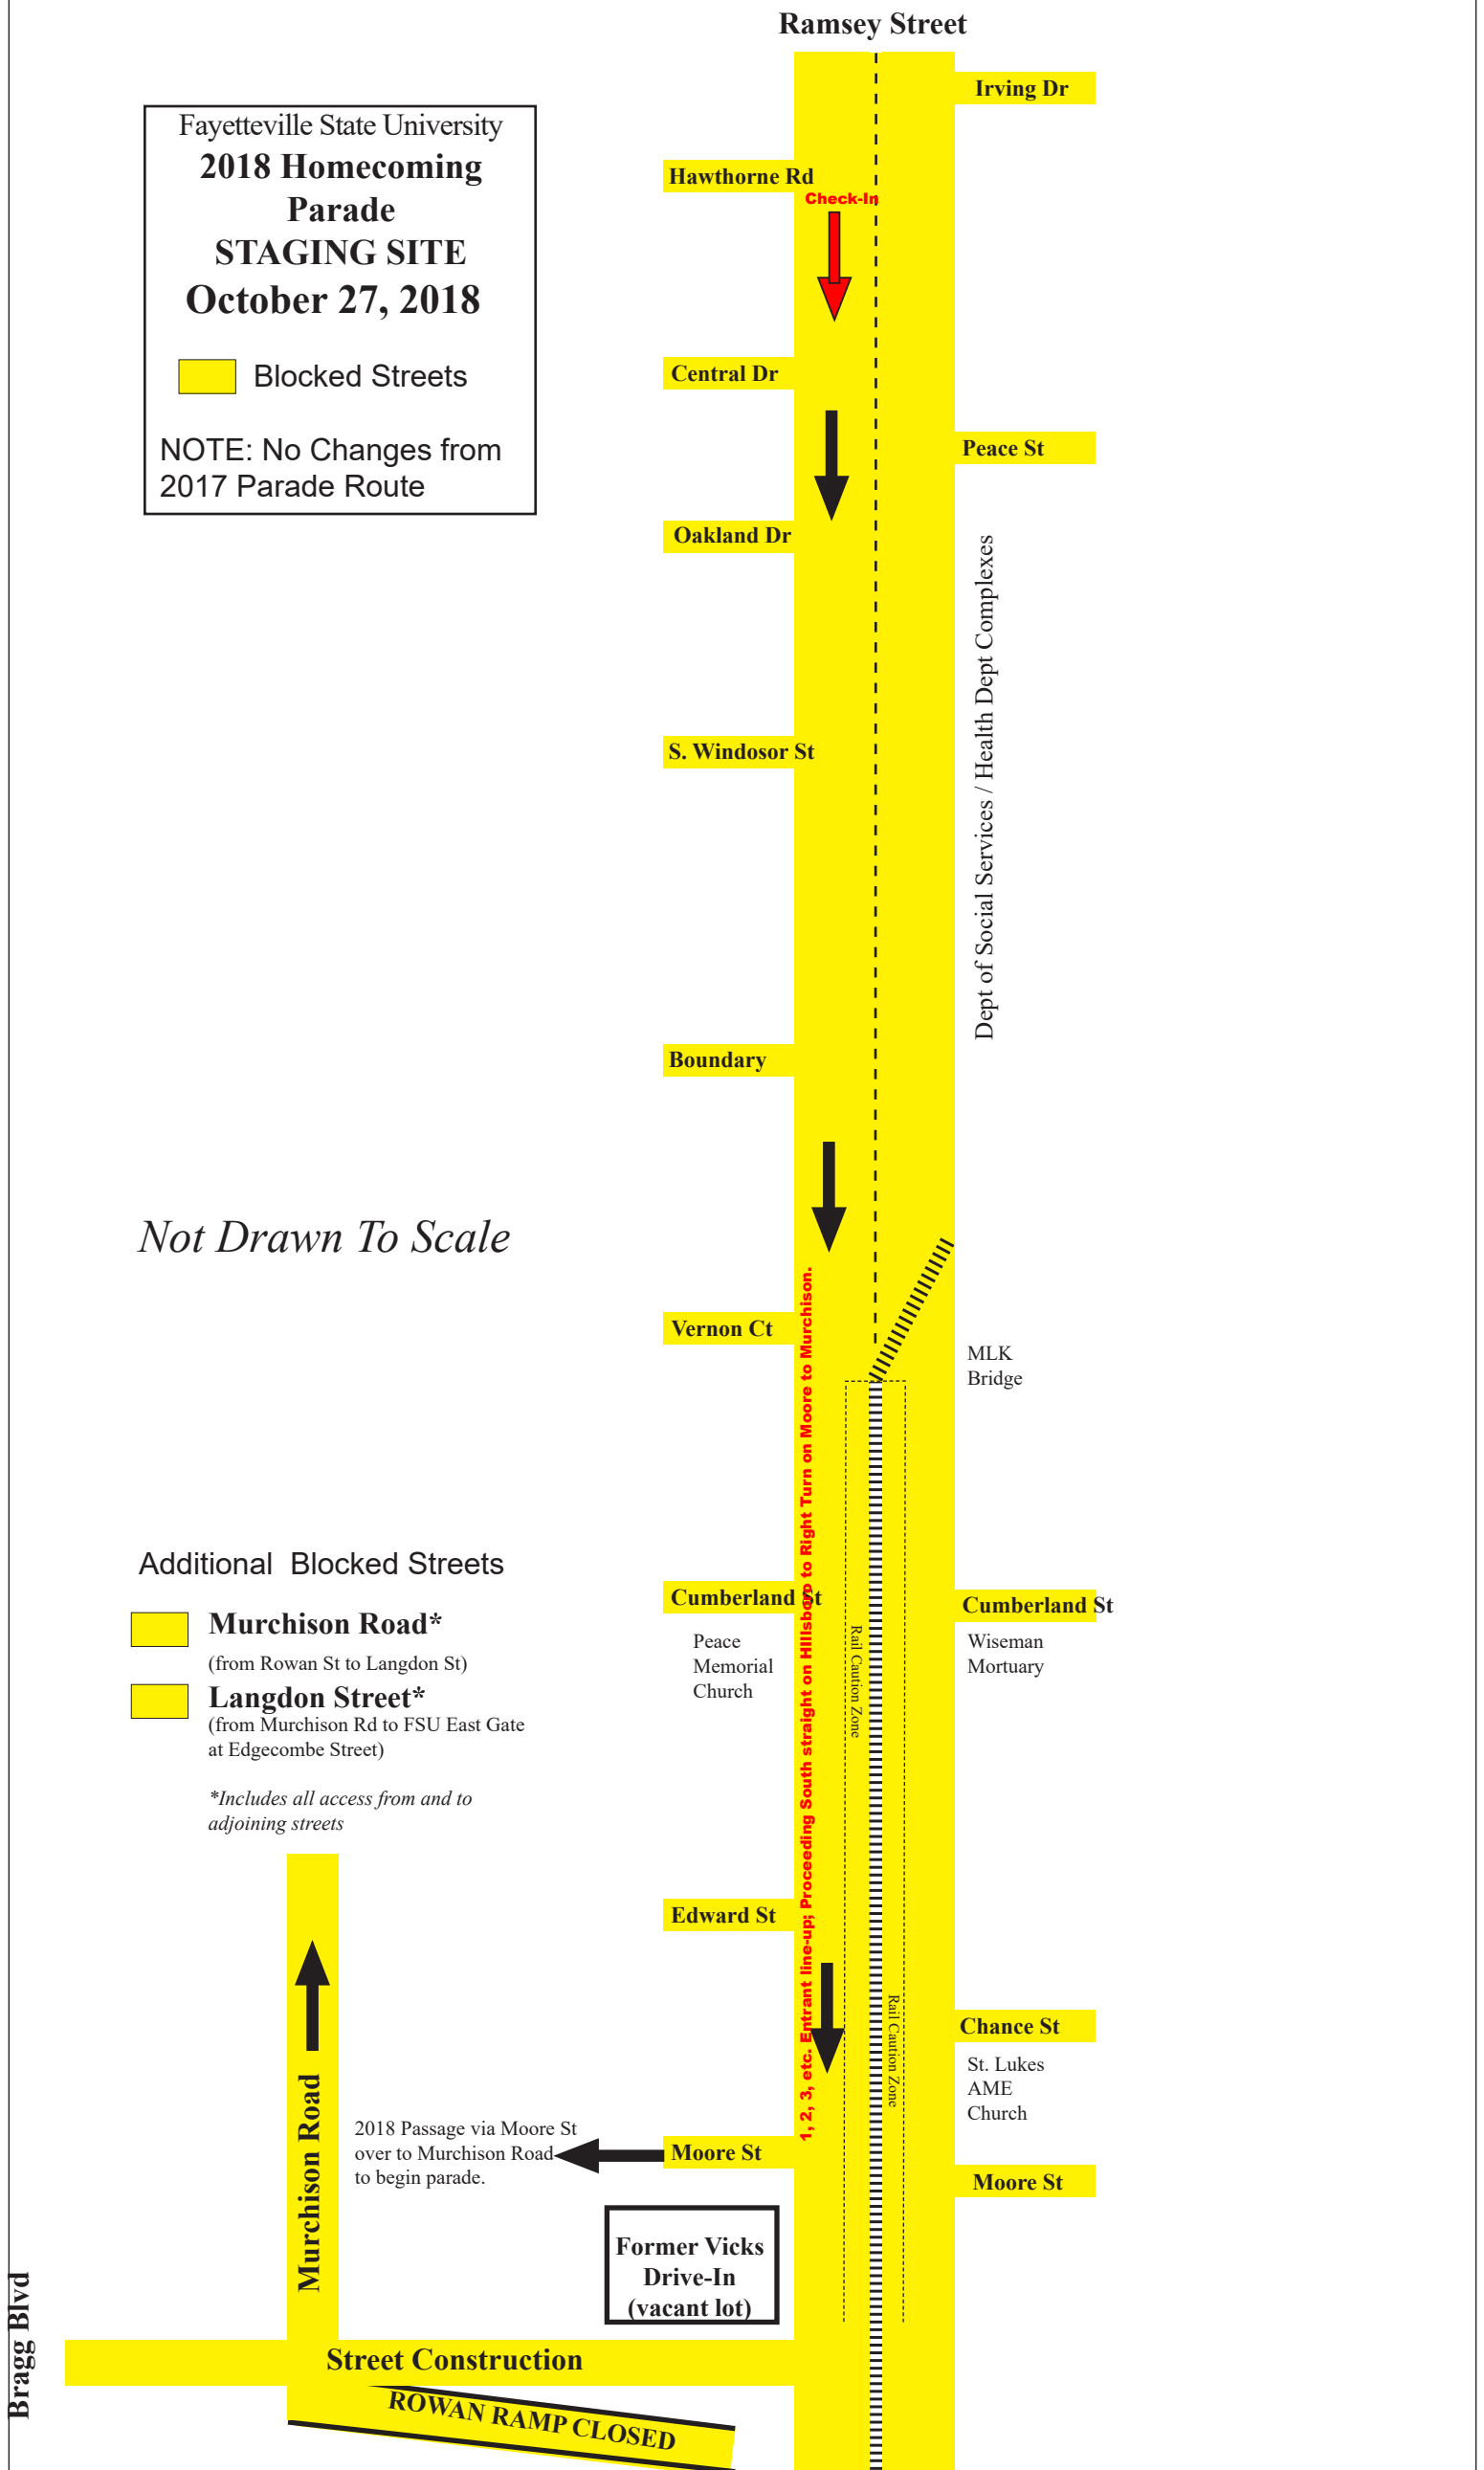 Ramsey Street
Irving Dr
Fayetteville State University
2018 Homecoming
Parade
STAGING SITE
October 27, 2018
Blocked Streets
NOTE: No Changes from
2017 Parade Route
Hawthorne Rd
Check-In
Central Dr
Peace St
Oakland Dr
Dept of Social Services / Health Dept Complexes
S. Windosor St
Boundary
Not Drawn To Scale
Vernon Ct
MLK
Bridge
1, 2, 3, etc. Entrant line-up; Proceeding South straight on Hillsboro to Right Turn on Moore to Murchison.
Additional Blocked Streets
Murchison Road*
(from Rowan St to Langdon St)
Langdon Street*
(from Murchison Rd to FSU East Gate
at Edgecombe Street)
*Includes all access from and to
adjoining streets
Cumberland St
Peace
Memorial
Church
Rail Caution Zone
Cumberland St
Wiseman
Mortuary
Edward St
Rail Caution Zone
Chance St
St. Lukes
AME
Church
Murchison Road
2018 Passage via Moore St
over to Murchison Road
to begin parade.
Moore St
Moore St
Former Vicks
Drive-In
(vacant lot)
Bragg Blvd
Street Construction
ROWAN RAMP CLOSED